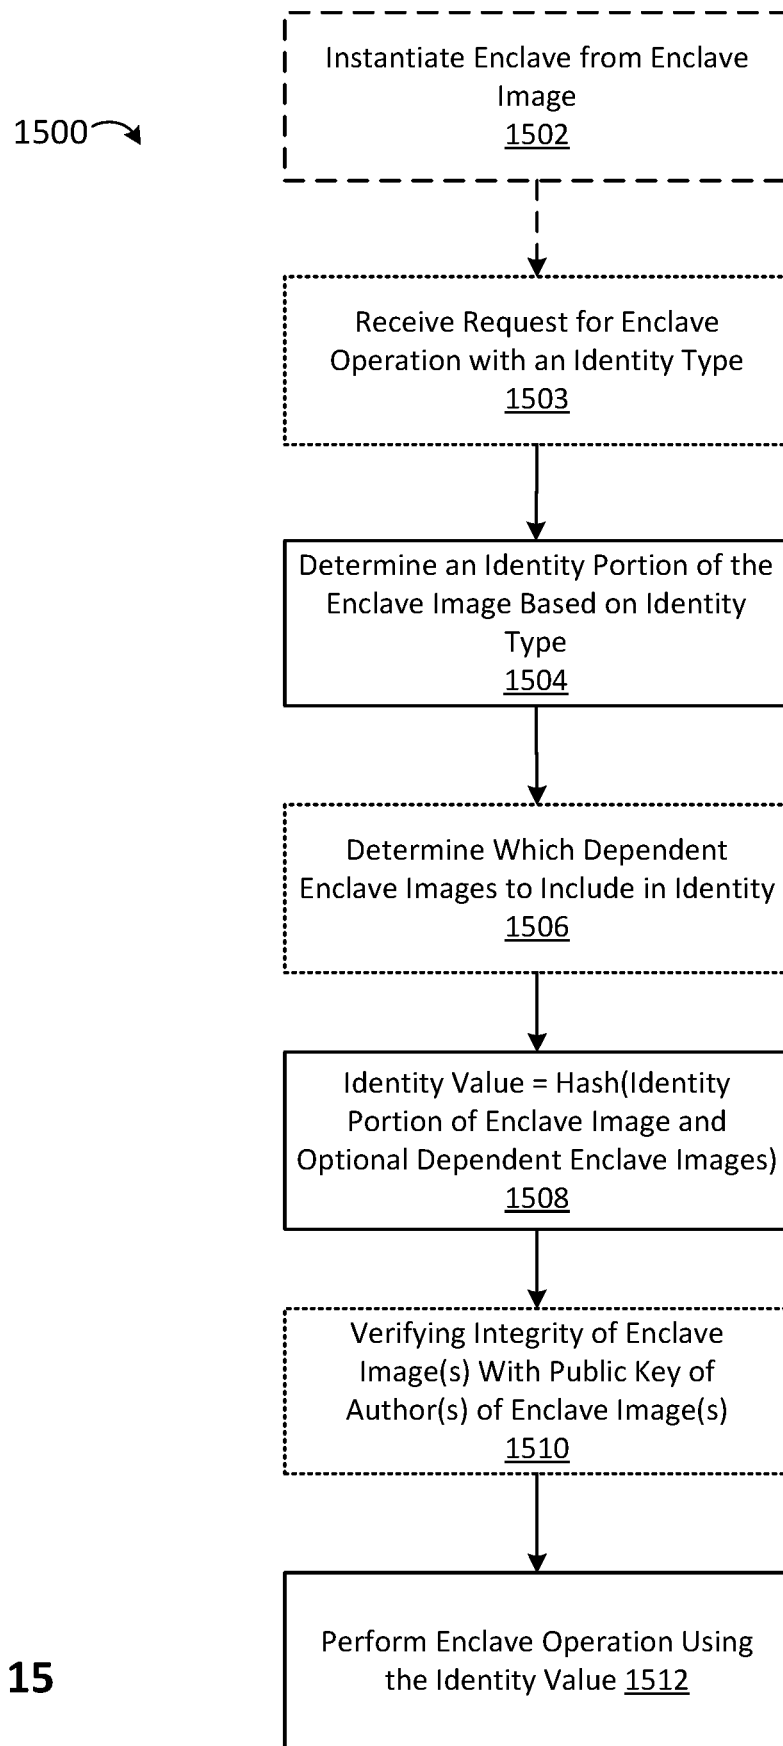 Instantiate Enclave from Enclave
Image
1502
1500
Receive Request for Enclave
Operation with an Identity Type
1503
Determine an Identity Portion of the
Enclave Image Based on Identity
Type
1504
Determine Which Dependent
Enclave Images to Include in Identity
1506
Identity Value = Hash(Identity
Portion of Enclave Image and
Optional Dependent Enclave Images)
1508
Verifying Integrity of Enclave
Image(s) With Public Key of
Author(s) of Enclave Image(s)
1510
Perform Enclave Operation Using
the Identity Value 1512
15